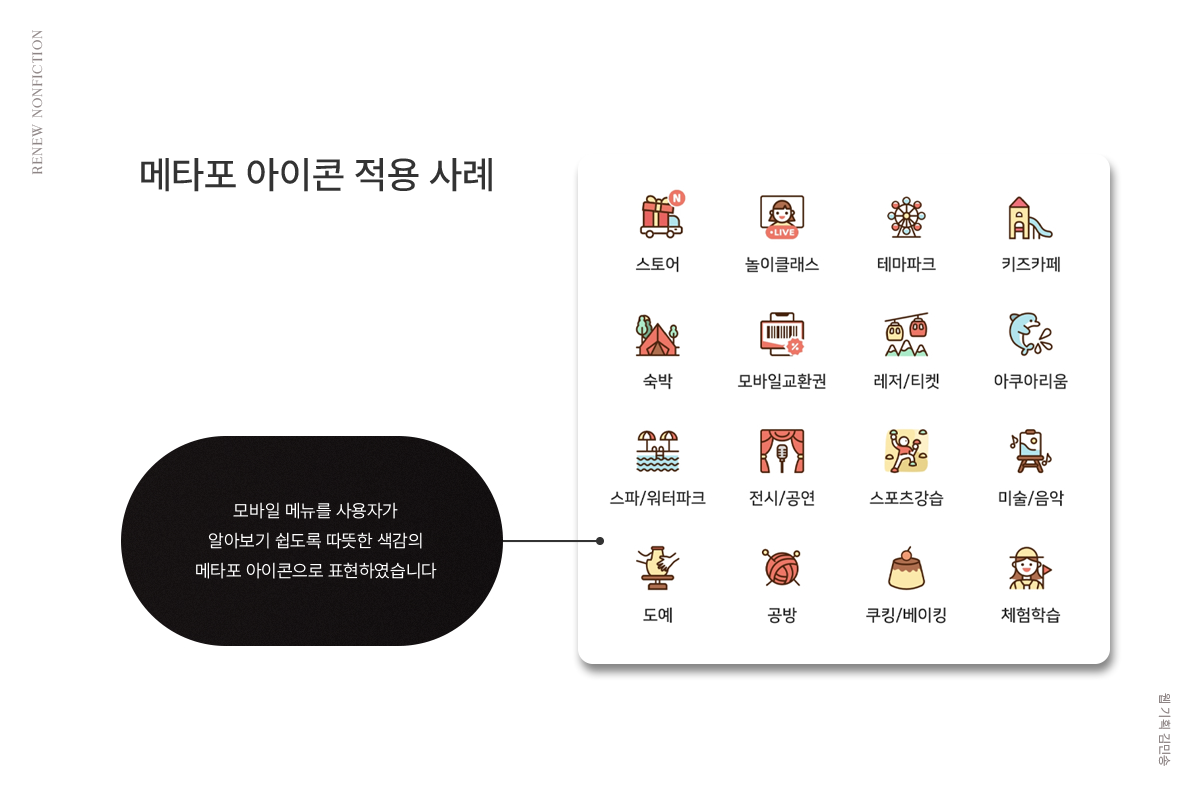 RENEW NONFICTION
메타포 아이콘 적용 사례
N
LIVE
스토어
놀이클래스
테마파크
키즈카페
숙박
모바일교환권
레저/티켓
아쿠아리움
스파/워터파크
전시/공연
스포츠강습
미술/음악
도예
공방
쿠킹/베이킹
체험학습
모바일 메뉴를 사용자가
알아보기 쉽도록 따뜻한 색감의
메타포 아이콘으로 표현하였습니다
웹 기획 김민송